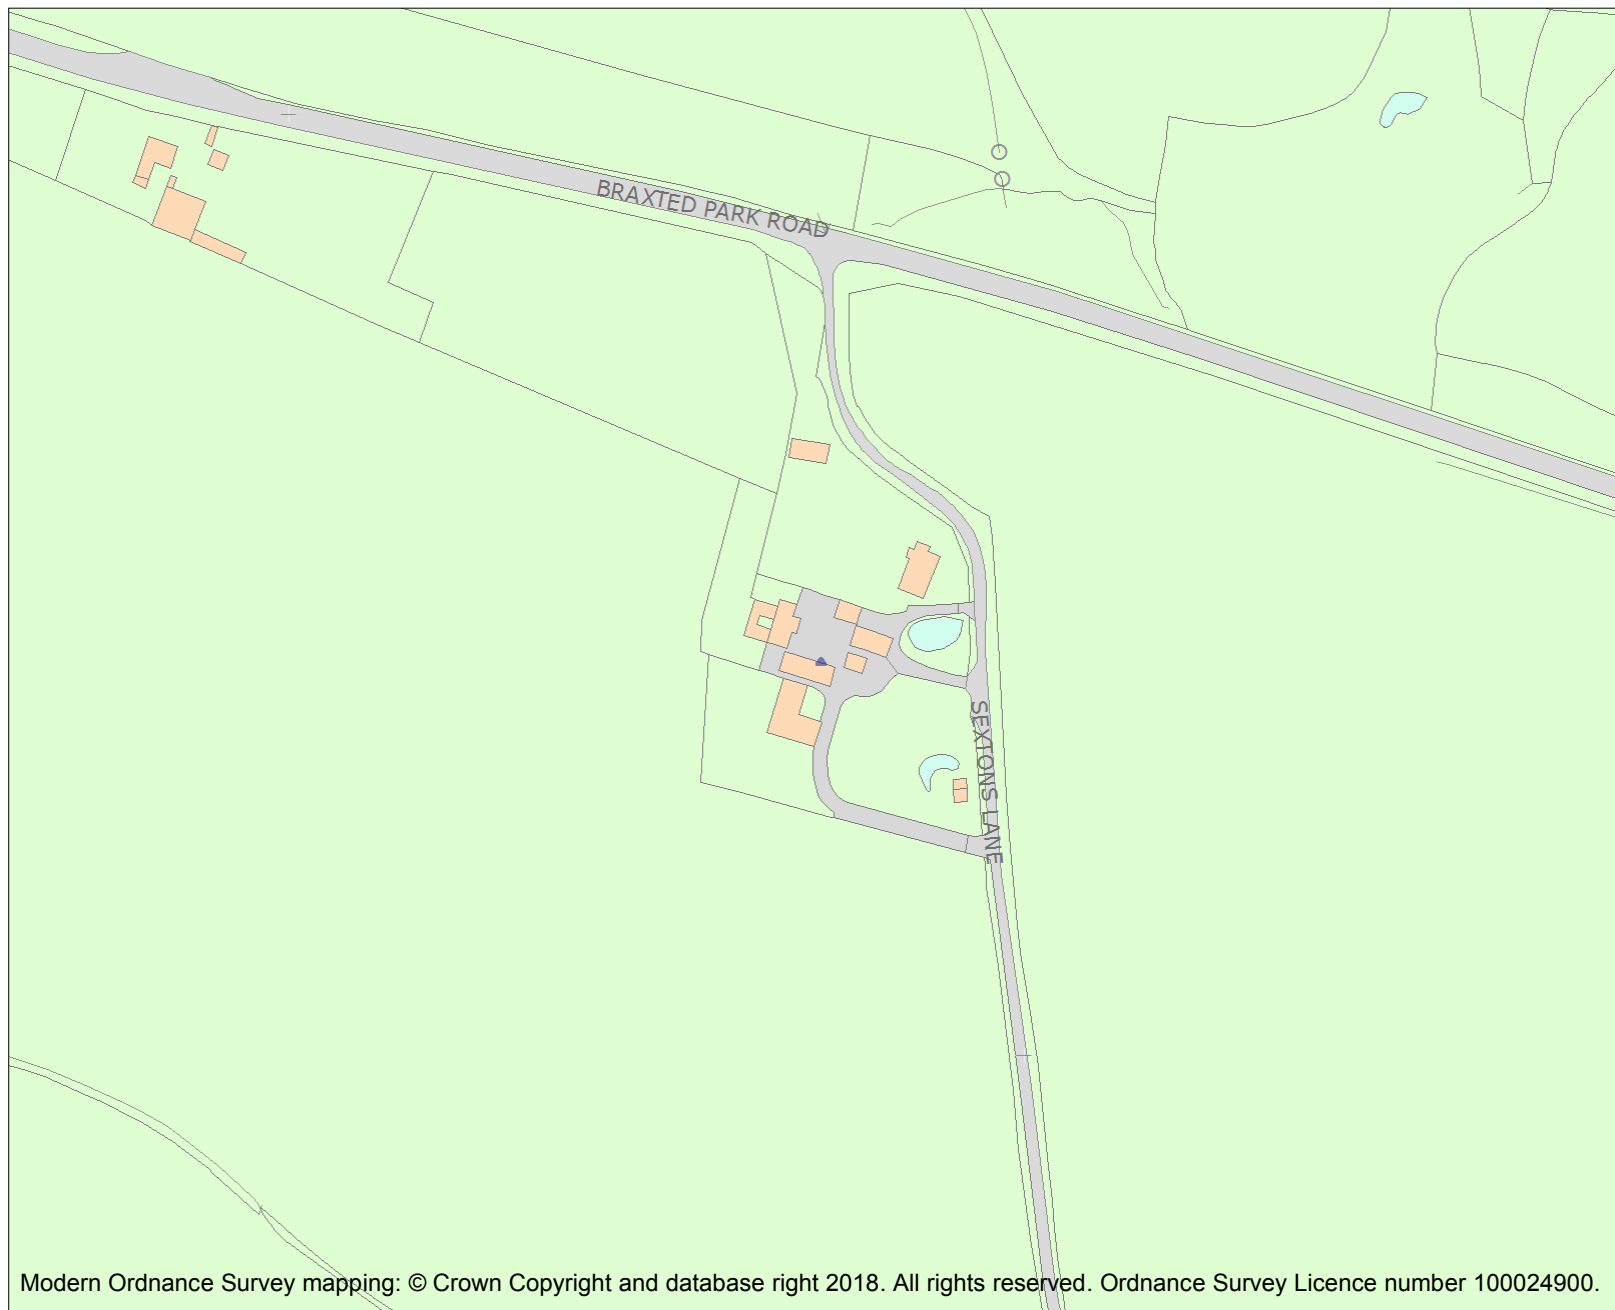 BRAXTED PARK ROAD
SEXTONS LANE
Modern Ordnance Survey mapping: © Crown Copyright and database right 2018. All rights reserved. Ordnance Survey Licence number 100024900.